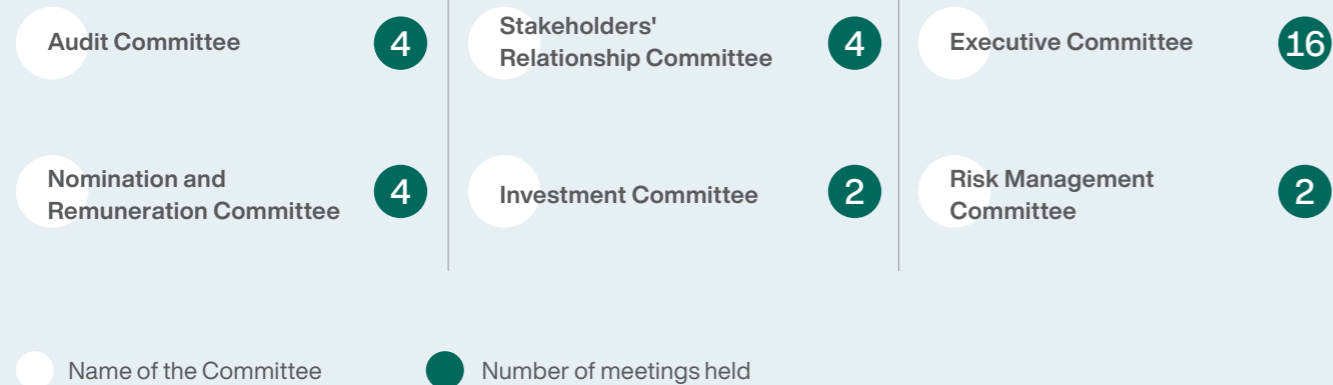 Audit Committee
4
Stakeholders'
Relationship Committee
4
Executive Committee
16
Nomination and
Remuneration Committee
4
Investment Committee
2
Risk Management
Committee
2
Name of the Committee
Number of meetings held